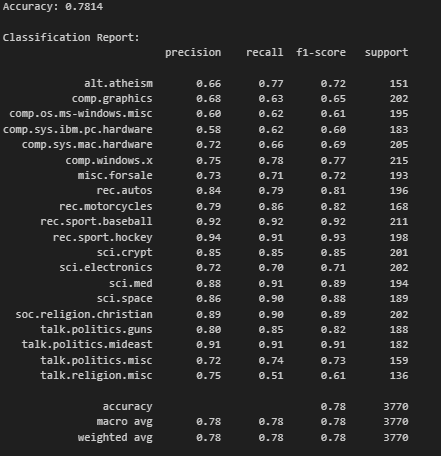 Accuracy: 0.7814
Classification Report:
precision recall f1-score support
alt.atheism 0.66 0.77 0.72 151
comp.graphics 0.68 0.63 0.65 202
comp.os.ms-windows.misc 0.60 0.62 0.61 195
comp.sys.ibm.pc.hardware 0.58 0.62 0.60 183
comp.sys.mac.hardware 0.72 0.66 0.69 205
comp.windows.x 0.75 0.78 0.77 215
misc.forsale 0.73 0.71 0.72 193
rec.autos 0.84 0.79 0.81 196
rec.motorcycles 0.79 0.86 0.82 168
rec.sport.baseball 0.92 0.92 0.92 211
rec.sport.hockey 0.94 0.91 0.93 198
sci.crypt 0.85 0.85 0.85 201
sci.electronics 0.72 0.70 0.71 202
sci.med 0.88 0.91 0.89 194
sci.space 0.86 0.90 0.88 189
soc.religion.christian 0.89 0.90 0.89 202
talk.politics.guns 0.80 0.85 0.82 188
talk.politics.mideast 0.91 0.91 0.91 182
talk.politics.misc 0.72 0.74 0.73 159
talk.religion.misc 0.75 0.51 0.61 136
accuracy 0.78 3770
macro avg 0.78 0.78 0.78 3770
weighted avg 0.78 0.78 0.78 3770